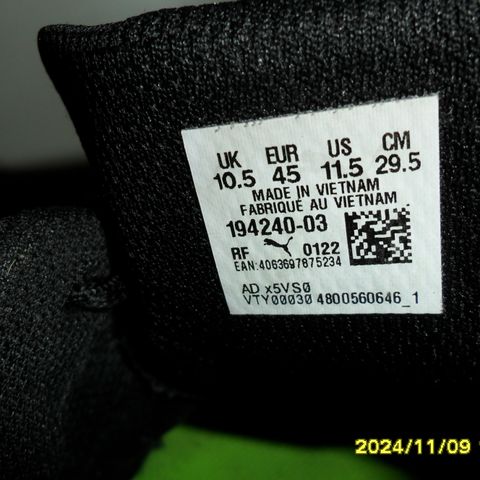 UK EUR US CM
10.5 45 11.5 29.5
MADE IN VIETNAM
FABRIQUE AU VIETNAM
194240-03
RF 0122
EAN:4063697875234
AD x5VS0
VTY00030 4800560646_1
2024/11/09